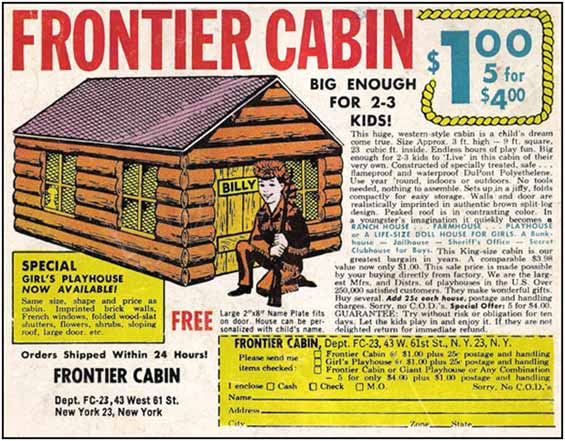 FRONTIER CABIN
$1.00
5 for
$4.00
BIG ENOUGH
FOR 2-3
KIDS!
This huge, western-style cabin is a child's dream
come true. Size Approx. 3 ft. high — 9 ft. square,
23 cubic ft. inside. Endless hours of play fun. Big
enough for 2-3 kids to 'Live' in this cabin of their
very own. Constructed of specially treated, safe . . .
flameproof and waterproof DuPont Polyethelene.
Use year 'round, indoors or outdoors. No tools
needed, nothing to assemble. Sets up in a jiffy, folds
compactly for easy storage. Walls and door are
realistically imprinted in authentic brown split-log
design. Peaked roof is in contrasting color. In
a youngster's imagination it quickly becomes a
RANCH HOUSE . . . FARMHOUSE . . . PLAYHOUSE
or A LIFE-SIZE DOLL HOUSE FOR GIRLS. A Bunk-
house — Jailhouse — Sheriff's Office — Secret
Clubhouse for Boys. This King-size cabin is our
greatest bargain in years. A comparable $3.98
value now only $1.00. This sale price is made possible
by your buying directly from factory. We are the larg-
est Mfrs. and Distrs. of playhouses in the U.S. Over
250,000 satisfied customers. They make wonderful gifts.
Buy several. Add 25c each house, postage and handling
charges. Sorry, no C.O.D.'s. Special Offer: 5 for $4.00.
GUARANTEE: Try without risk or obligation for ten
days. Let the kids play in and enjoy it. If they are not
delighted return for immediate refund.
BILLY
SPECIAL
GIRL'S PLAYHOUSE
NOW AVAILABLE!
Same size, shape and price as
cabin. Imprinted brick walls,
French windows, folded wood-slat
shutters, flowers, shrubs, sloping
roof, large door, etc.
FREE
Large 2"x8" Name Plate fits
on door. House can be per-
sonalized with child's name.
Orders Shipped Within 24 Hours!
FRONTIER CABIN
Dept. FC-23, 43 West 61 St.
New York 23, New York
FRONTIER CABIN, Dept. FC-23, 43 W. 61st St., N.Y. 23, N.Y.
Please send me
items checked:
Frontier Cabin @ $1.00 plus 25c postage and handling
Girl's Playhouse @ $1.00 plus 25c postage and handling
Frontier Cabin or Giant Playhouse or Any Combination
— 5 for only $4.00 plus $1.00 postage and handling
I enclose Cash Check M.O. Sorry, No C.O.D.'s
Name
Address
City Zone State